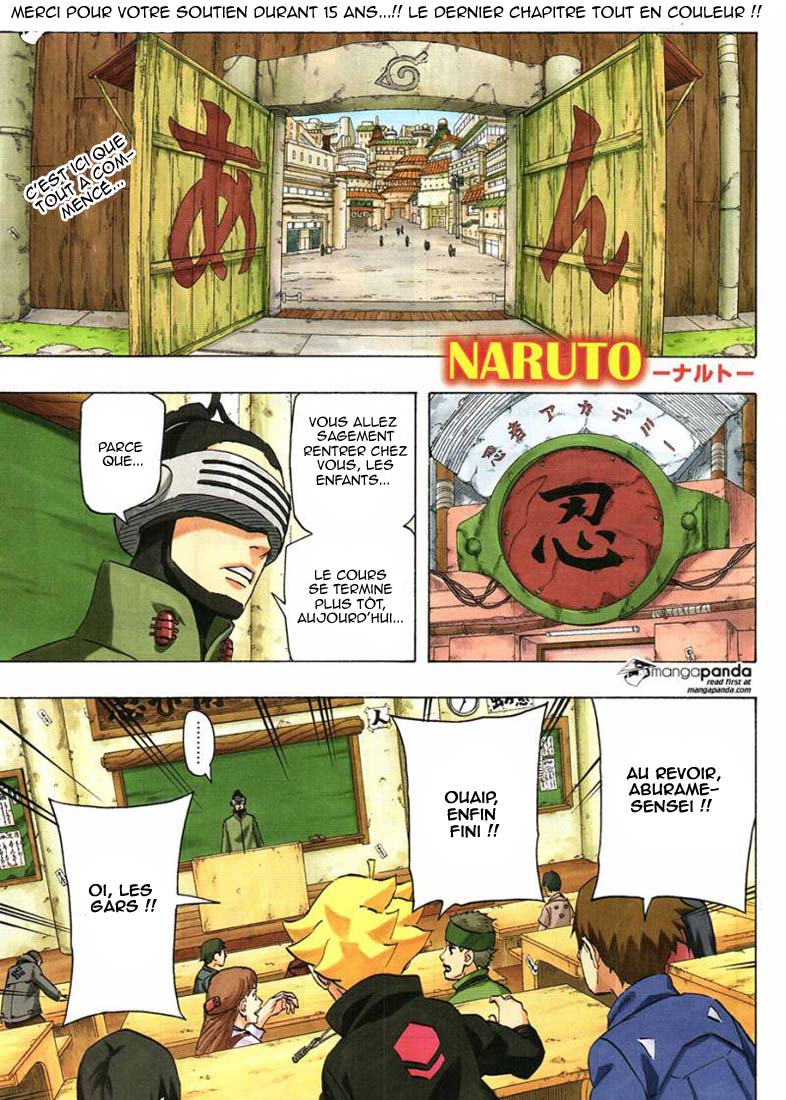 MERCI POUR VOTRE SOUTIEN DURANT 15 ANS...!! LE DERNIER CHAPITRE TOUT EN COULEUR !!
C'EST ICI QUE
TOUT A COM-
MENCÉ...
あ
ん
NARUTO
ーナルトー
忍者アカデミー
忍
VOUS ALLEZ
SAGEMENT
RENTRER CHEZ
VOUS, LES
ENFANTS...
PARCE
QUE...
LE COURS
SE TERMINE
PLUS TÔT,
AUJOURD'HUI...
mangapanda
read first at
mangapanda.com
人
.........
AU REVOIR,
ABURAME-
SENSEI !!
OUAIP,
ENFIN
FINI !!
OI, LES
GARS !!